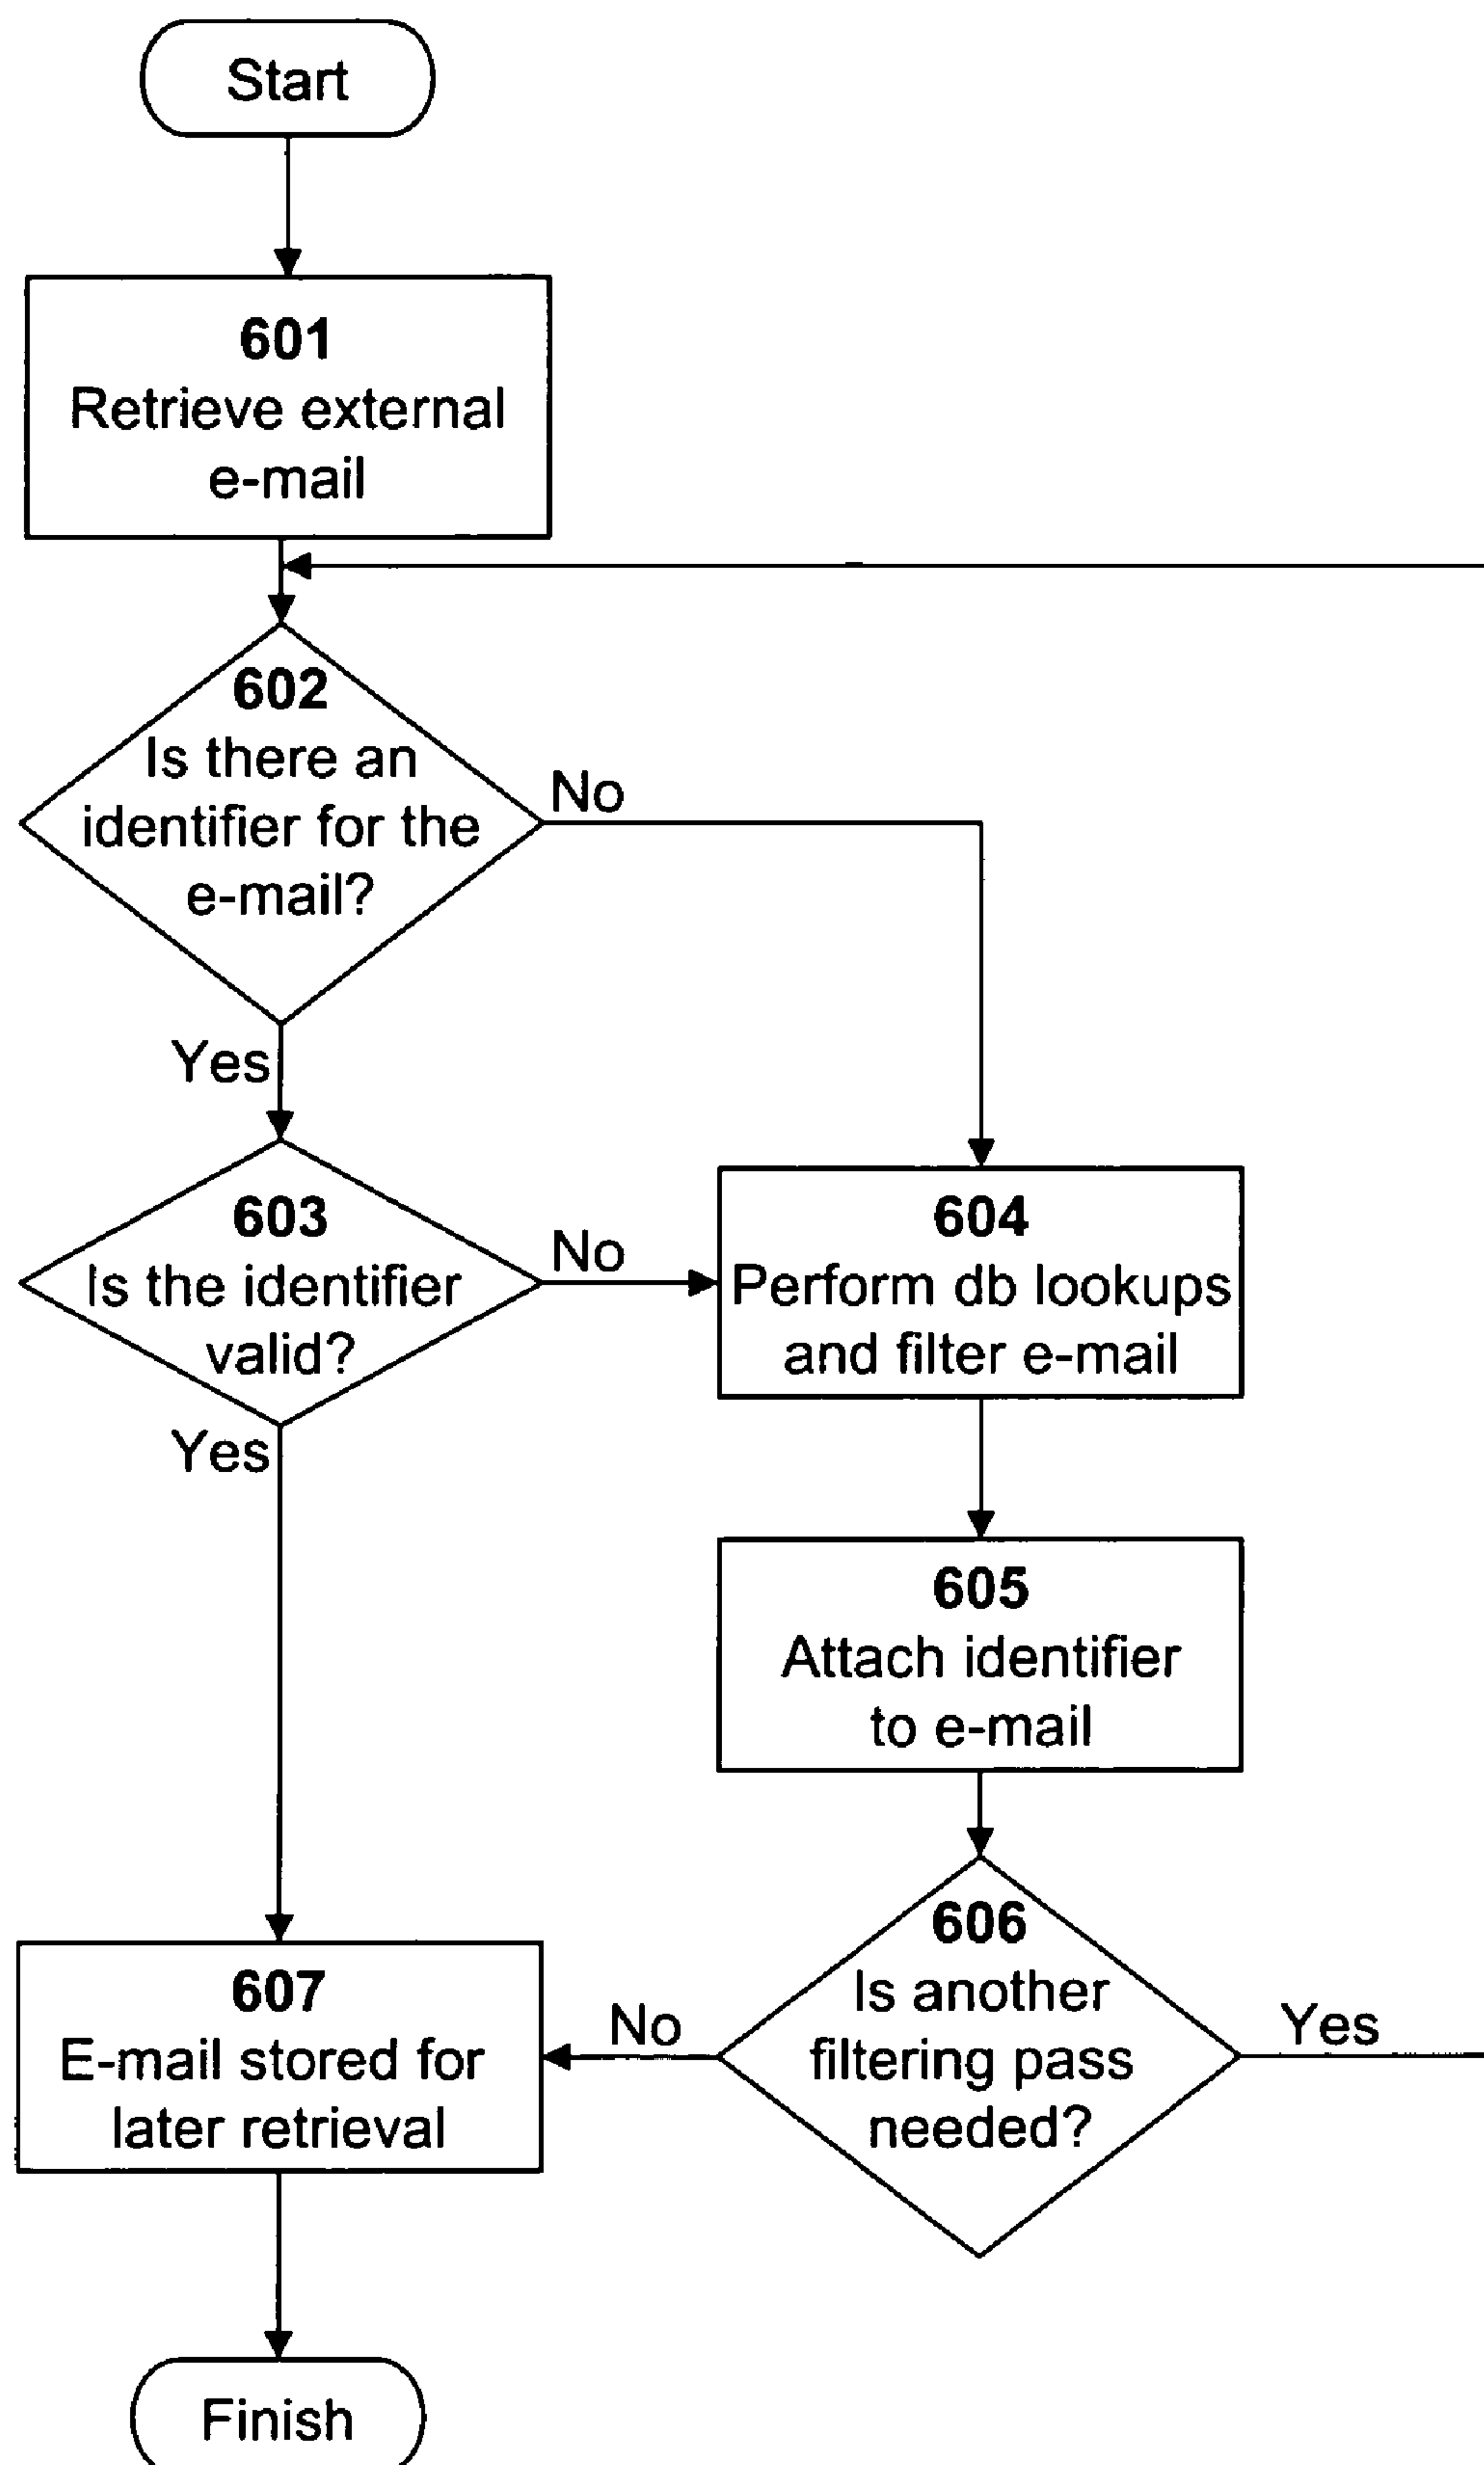 Start
601
Retrieve external
e-mail
602
Is there an
identifier for the
e-mail?
No
Yes
603
Is the identifier
valid?
No
Yes
604
Perform db lookups
and filter e-mail
605
Attach identifier
to e-mail
606
Is another
filtering pass
needed?
No
Yes
607
E-mail stored for
later retrieval
Finish